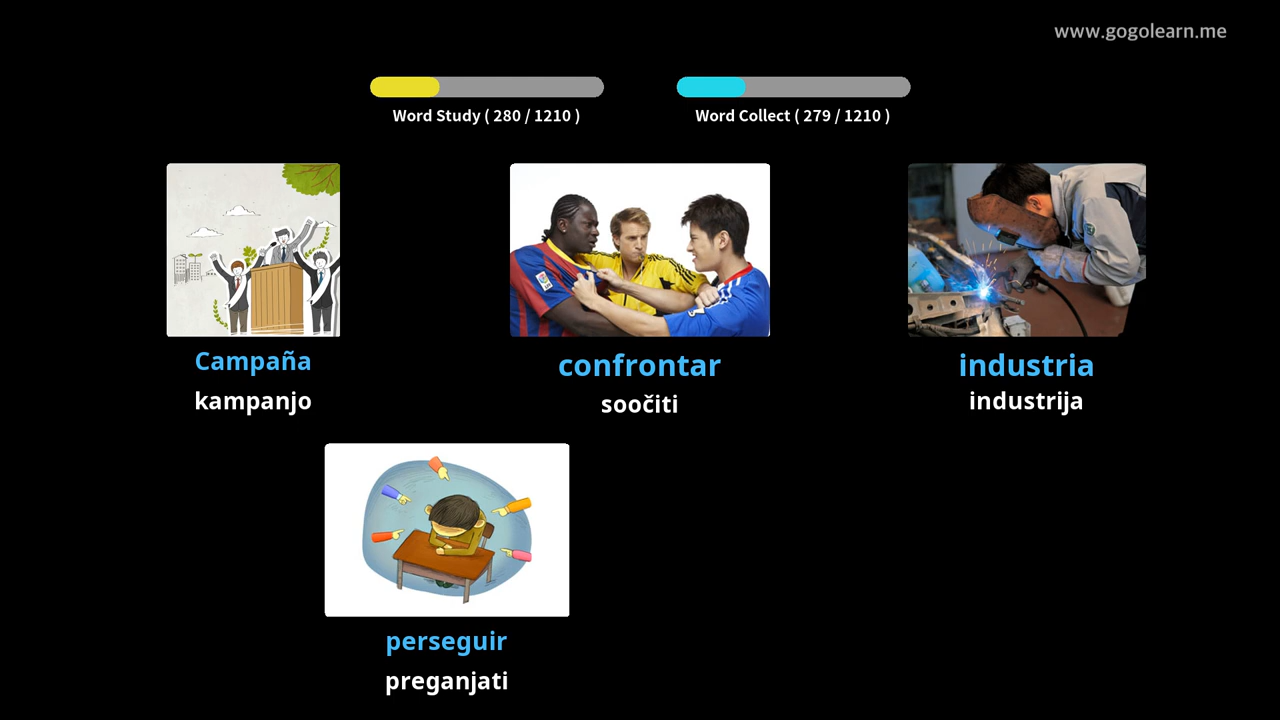 www.gogolearn.me
Word Study ( 280 / 1210 )
Word Collect ( 279 / 1210 )
Campaña
kampanjo
confrontar
soočiti
industria
industrija
perseguir
preganjati